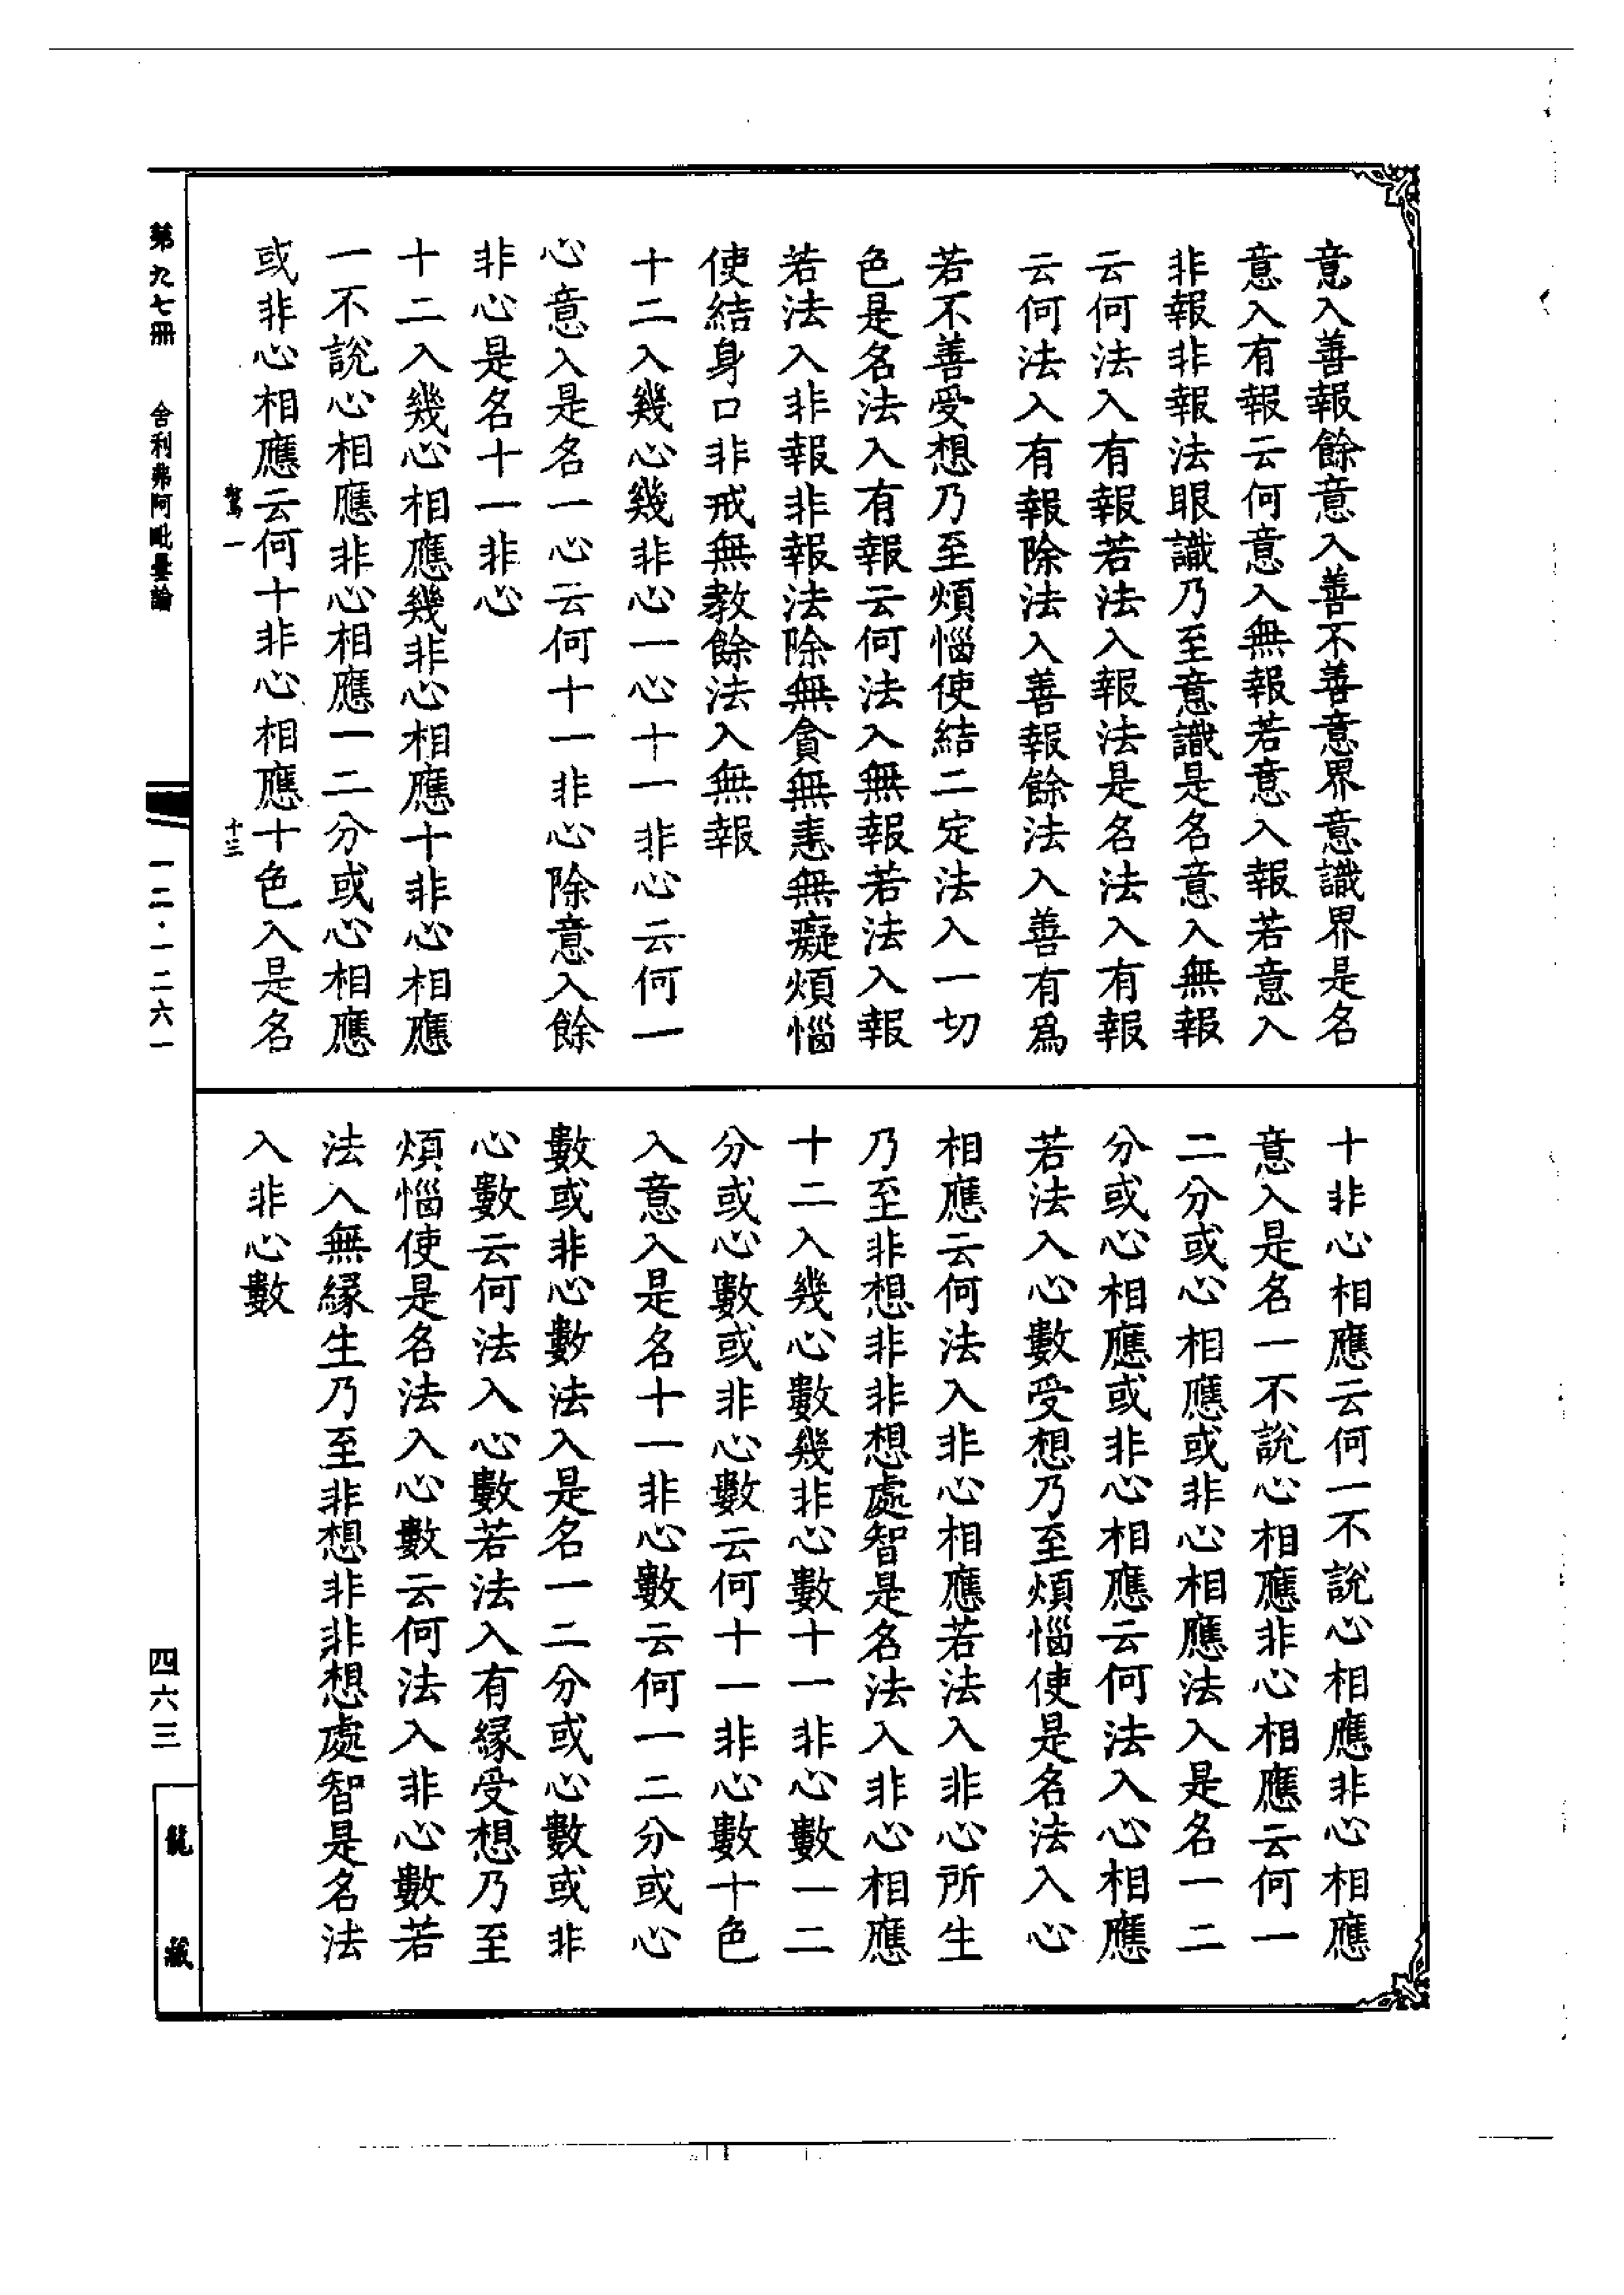 意入善報餘意入善不善意界意識界是名
意入有報云何意入無報若意入報若意入
非報非報法眼識乃至意識是名意入無報
云何法入有報若法入報法是名法入有報
云何法入有報除法入善報餘法入善有爲
若不善受想乃至煩惱使結二定法入一切
色是名法入有報云何法入無報若法入報
若法入非報非報法除無貪無恚無癡煩惱
使結身口非戒無教餘法入無報
十二入幾心幾非心一心十一非心云何一
心意入是名一心云何十一非心除意入餘
非心是名十一非心
十二入幾心相應幾非心相應十非心相應
一不說心相應非心相應一二分或心相應
或非心相應云何十非心相應十色入是名
十非心相應云何一不說心相應非心相應
意入是名一不說心相應非心相應云何一
二分或心相應或非心相應法入是名一二
分或心相應或非心相應云何法入心相應
若法入心數受想乃至煩惱使是名法入心
相應云何法入非心相應若法入非心所生
乃至非想非非想處智是名法入非心相應
十二入幾心數幾非心數十一非心數一二
分或心數或非心數云何十一非心數十色
入意入是名十一非心數云何一二分或心
數或非心數法入是名一二分或心數或非
心數云何法入心數若法入有緣受想乃至
煩惱使是名法入心數云何法入非心數若
法入無緣生乃至非想非非想處智是名法
入非心數
駕一
十三
第九七冊
舍利弗阿毗曇論
一二·一二六一
四六三
龍藏